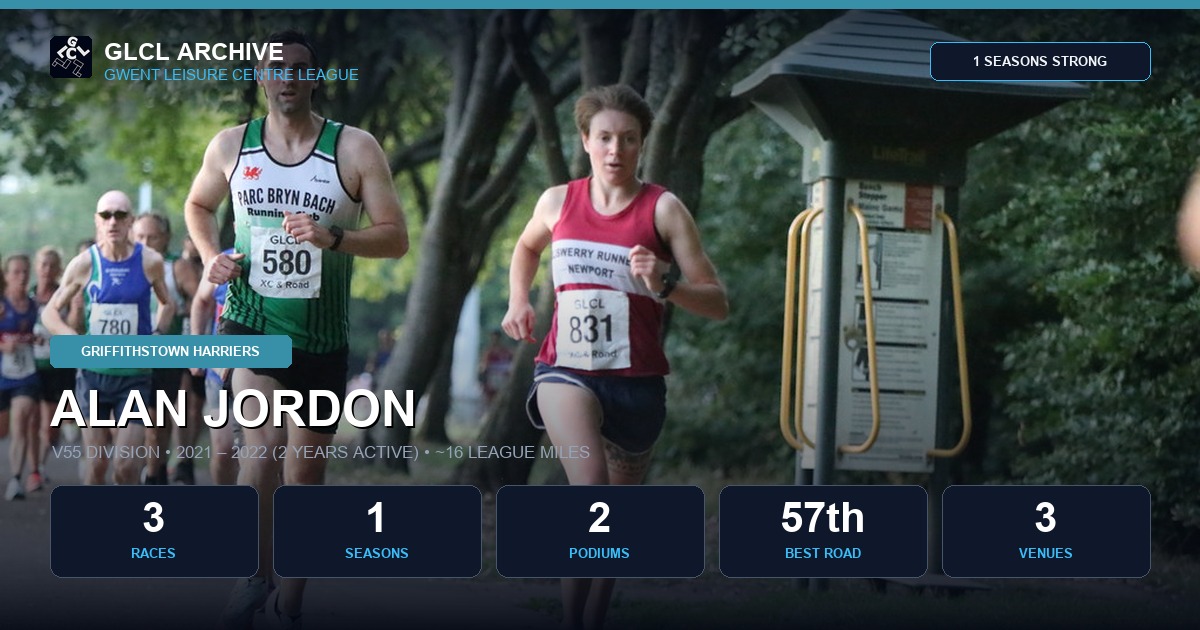 GLCL ARCHIVE
GWENT LEISURE CENTRE LEAGUE
1 SEASONS STRONG
PARC BRYN BACH
Running Club
GLCL
580
XC & Road
NEWPORT
GLCL
831
Road
780
GRIFFITHSTOWN HARRIERS
ALAN JORDON
V55 DIVISION • 2021 – 2022 (2 YEARS ACTIVE) • ~16 LEAGUE MILES
3
RACES
1
SEASONS
2
PODIUMS
57th
BEST ROAD
3
VENUES